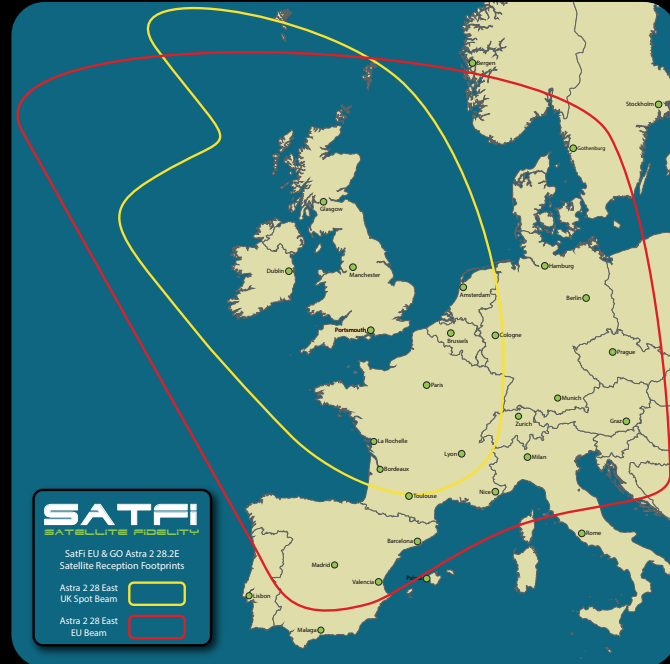 Bergen
Stockholm
Gothenburg
Glasgow
Dublin
Manchester
Hamburg
Amsterdam
Berlin
Portsmouth
Brussels
Cologne
Prague
Paris
Munich
Zurich
Graz
La Rochelle
Lyon
Milan
Bordeaux
Toulouse
Nice
Barcelona
Rome
Madrid
Valencia
Palma
Lisbon
Malaga
SATFi
SATELLITE FIDELITY
SatFi EU & GO Astra 2 28.2E
Satellite Reception Footprints
Astra 2 28 East
UK Spot Beam
Astra 2 28 East
EU Beam